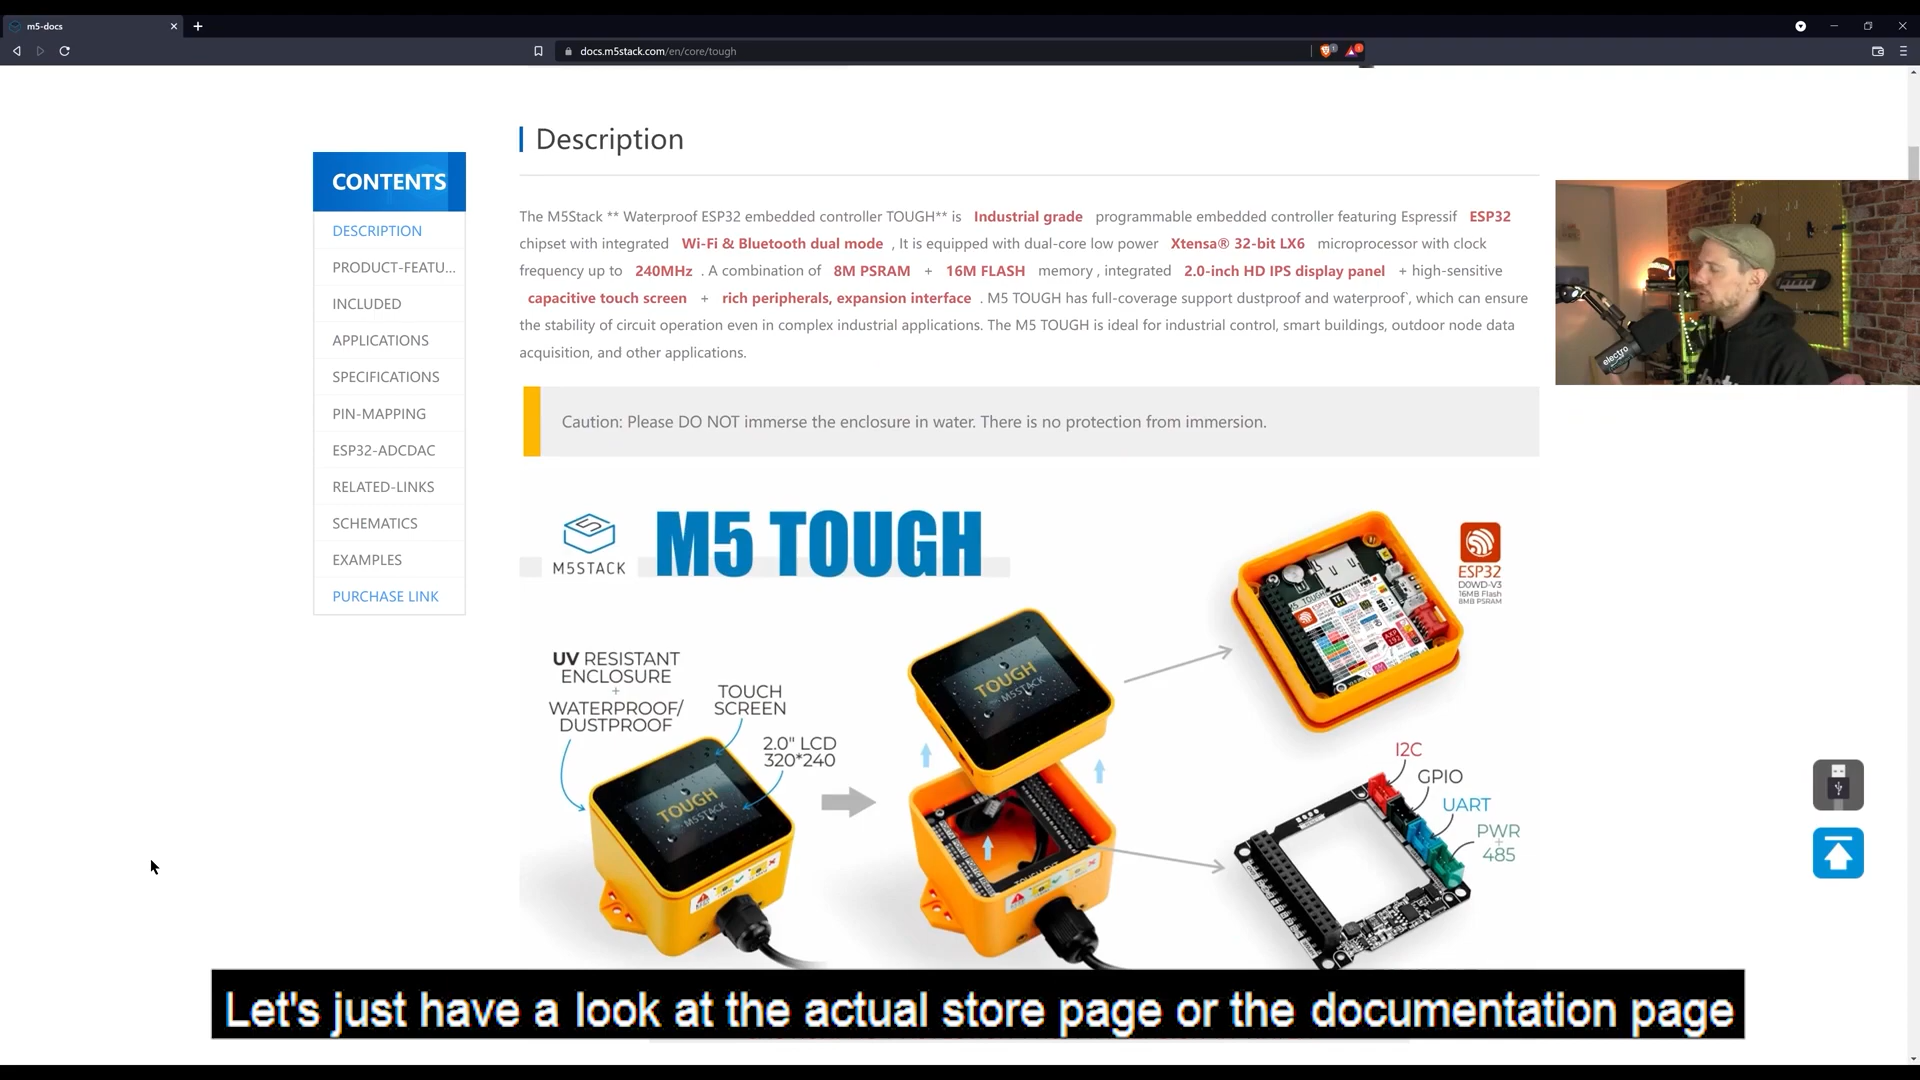 m5-docs
docs.m5stack.com/en/core/tough
Description
CONTENTS
DESCRIPTION
PRODUCT-FEATU...
INCLUDED
APPLICATIONS
SPECIFICATIONS
PIN-MAPPING
ESP32-ADCDAC
RELATED-LINKS
SCHEMATICS
EXAMPLES
PURCHASE LINK
The M5Stack ** Waterproof ESP32 embedded controller TOUGH** is Industrial grade programmable embedded controller featuring Espressif ESP32
chipset with integrated Wi-Fi & Bluetooth dual mode , It is equipped with dual-core low power Xtensa® 32-bit LX6 microprocessor with clock
frequency up to 240MHz . A combination of 8M PSRAM + 16M FLASH memory , integrated 2.0-inch HD IPS display panel + high-sensitive
capacitive touch screen + rich peripherals, expansion interface . M5 TOUGH has full-coverage support dustproof and waterproof`, which can ensure
the stability of circuit operation even in complex industrial applications. The M5 TOUGH is ideal for industrial control, smart buildings, outdoor node data
acquisition, and other applications.
Caution: Please DO NOT immerse the enclosure in water. There is no protection from immersion.
electro
M5STACK
M5 TOUGH
ESP32
D0WD-V3
16MB Flash
8MB PSRAM
UV RESISTANT
ENCLOSURE
+
WATERPROOF/
DUSTPROOF
TOUCH
SCREEN
2.0" LCD
320*240
TOUGH
M5STACK
TOUGH
M5STACK
I2C
GPIO
UART
PWR
+
485
Let's just have a look at the actual store page or the documentation page